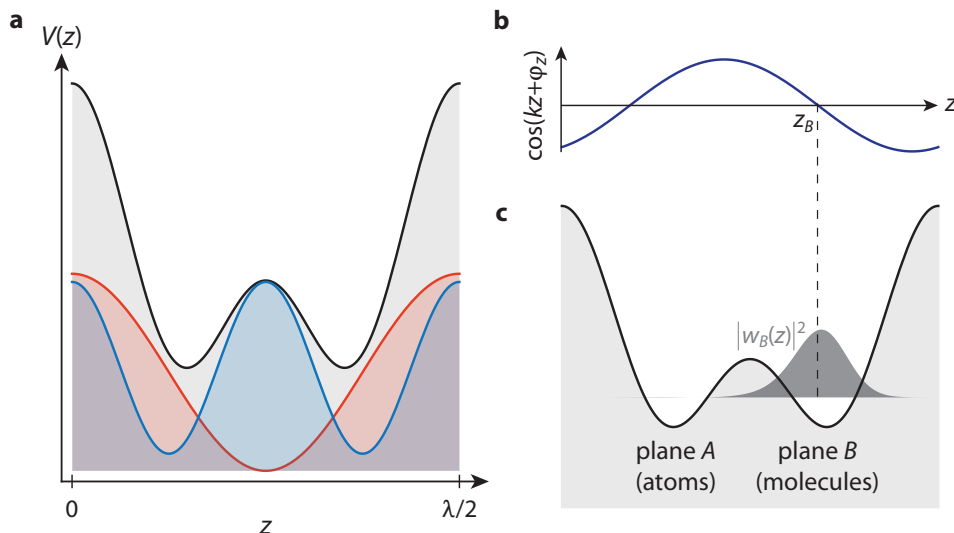 a
V(z)
0
z
λ/2
b
cos(kz+φz)
z
zB
c
|wB(z)|2
plane A
(atoms)
plane B
(molecules)